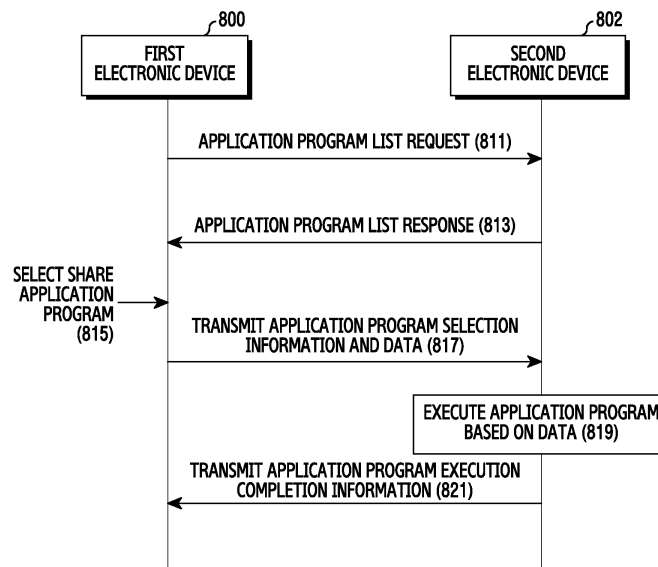 800
FIRST
ELECTRONIC DEVICE
802
SECOND
ELECTRONIC DEVICE
APPLICATION PROGRAM LIST REQUEST (811)
APPLICATION PROGRAM LIST RESPONSE (813)
SELECT SHARE
APPLICATION
PROGRAM
(815)
TRANSMIT APPLICATION PROGRAM SELECTION
INFORMATION AND DATA (817)
EXECUTE APPLICATION PROGRAM
BASED ON DATA (819)
TRANSMIT APPLICATION PROGRAM EXECUTION
COMPLETION INFORMATION (821)